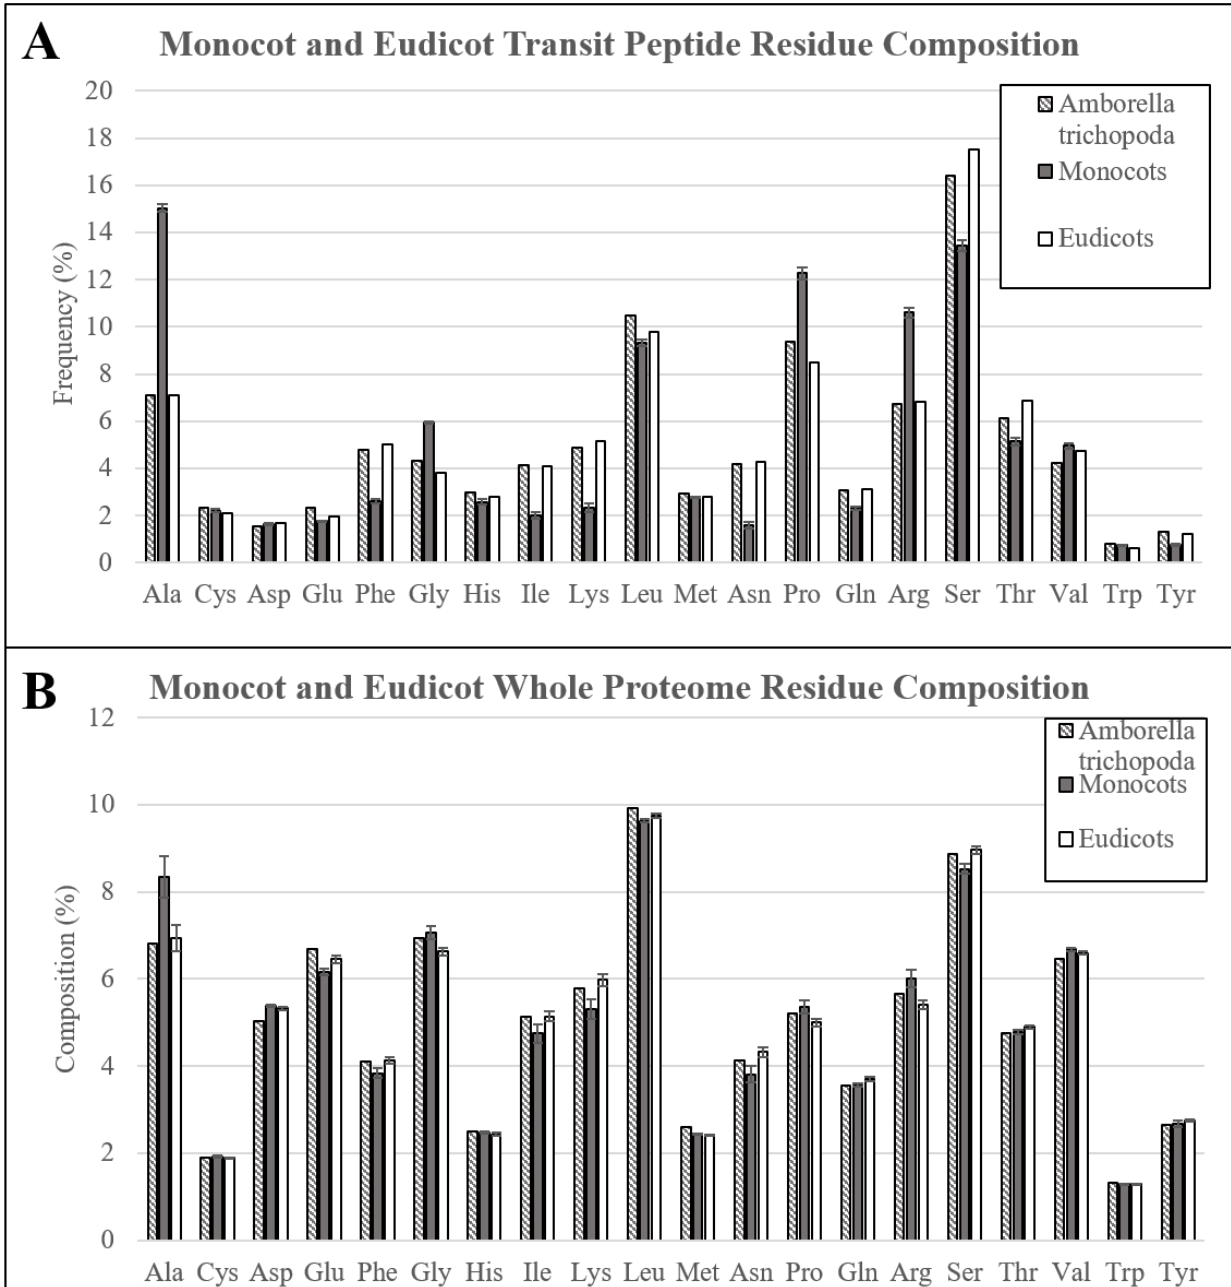 A
Monocot and Eudicot Transit Peptide Residue Composition
20
18
16
14
12
10
8
6
4
2
0
Frequency (%)
Amborella
trichopoda
Monocots
Eudicots
Ala Cys Asp Glu Phe Gly His Ile Lys Leu Met Asn Pro Gln Arg Ser Thr Val Trp Tyr
B
Monocot and Eudicot Whole Proteome Residue Composition
12
10
8
6
4
2
0
Composition (%)
Amborella
trichopoda
Monocots
Eudicots
Ala Cys Asp Glu Phe Gly His Ile Lys Leu Met Asn Pro Gln Arg Ser Thr Val Trp Tyr